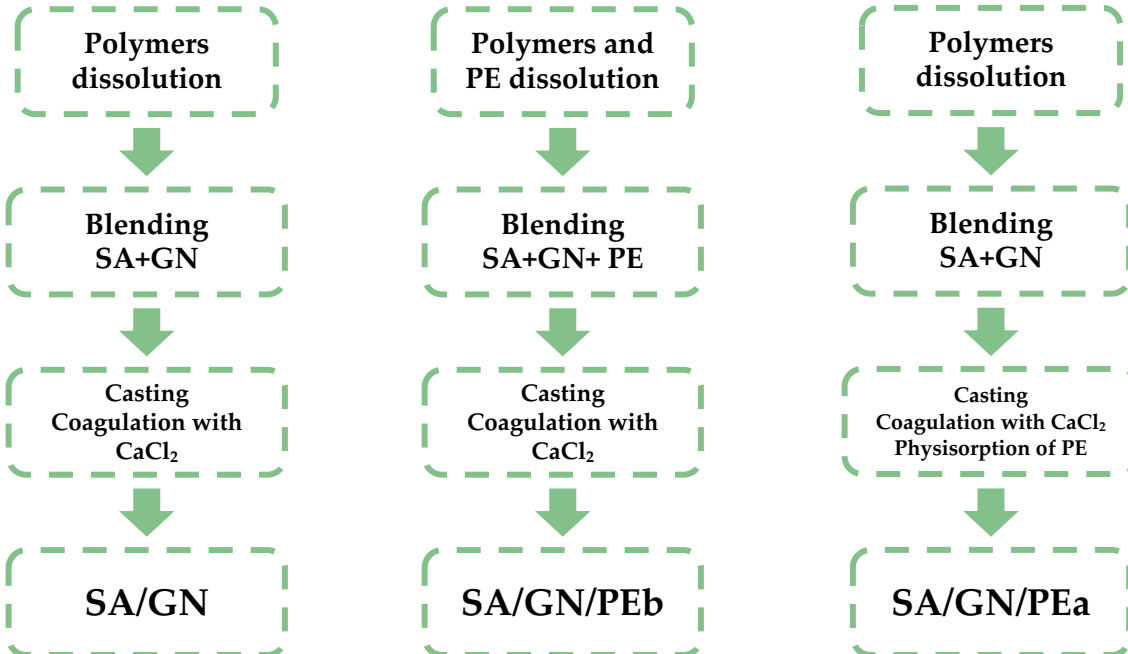 Polymers
dissolution
Blending
SA+GN
Casting
Coagulation with
CaCl₂
SA/GN
Polymers and
PE dissolution
Blending
SA+GN+ PE
Casting
Coagulation with
CaCl₂
SA/GN/PEb
Polymers
dissolution
Blending
SA+GN
Casting
Coagulation with CaCl₂
Physisorption of PE
SA/GN/PEa